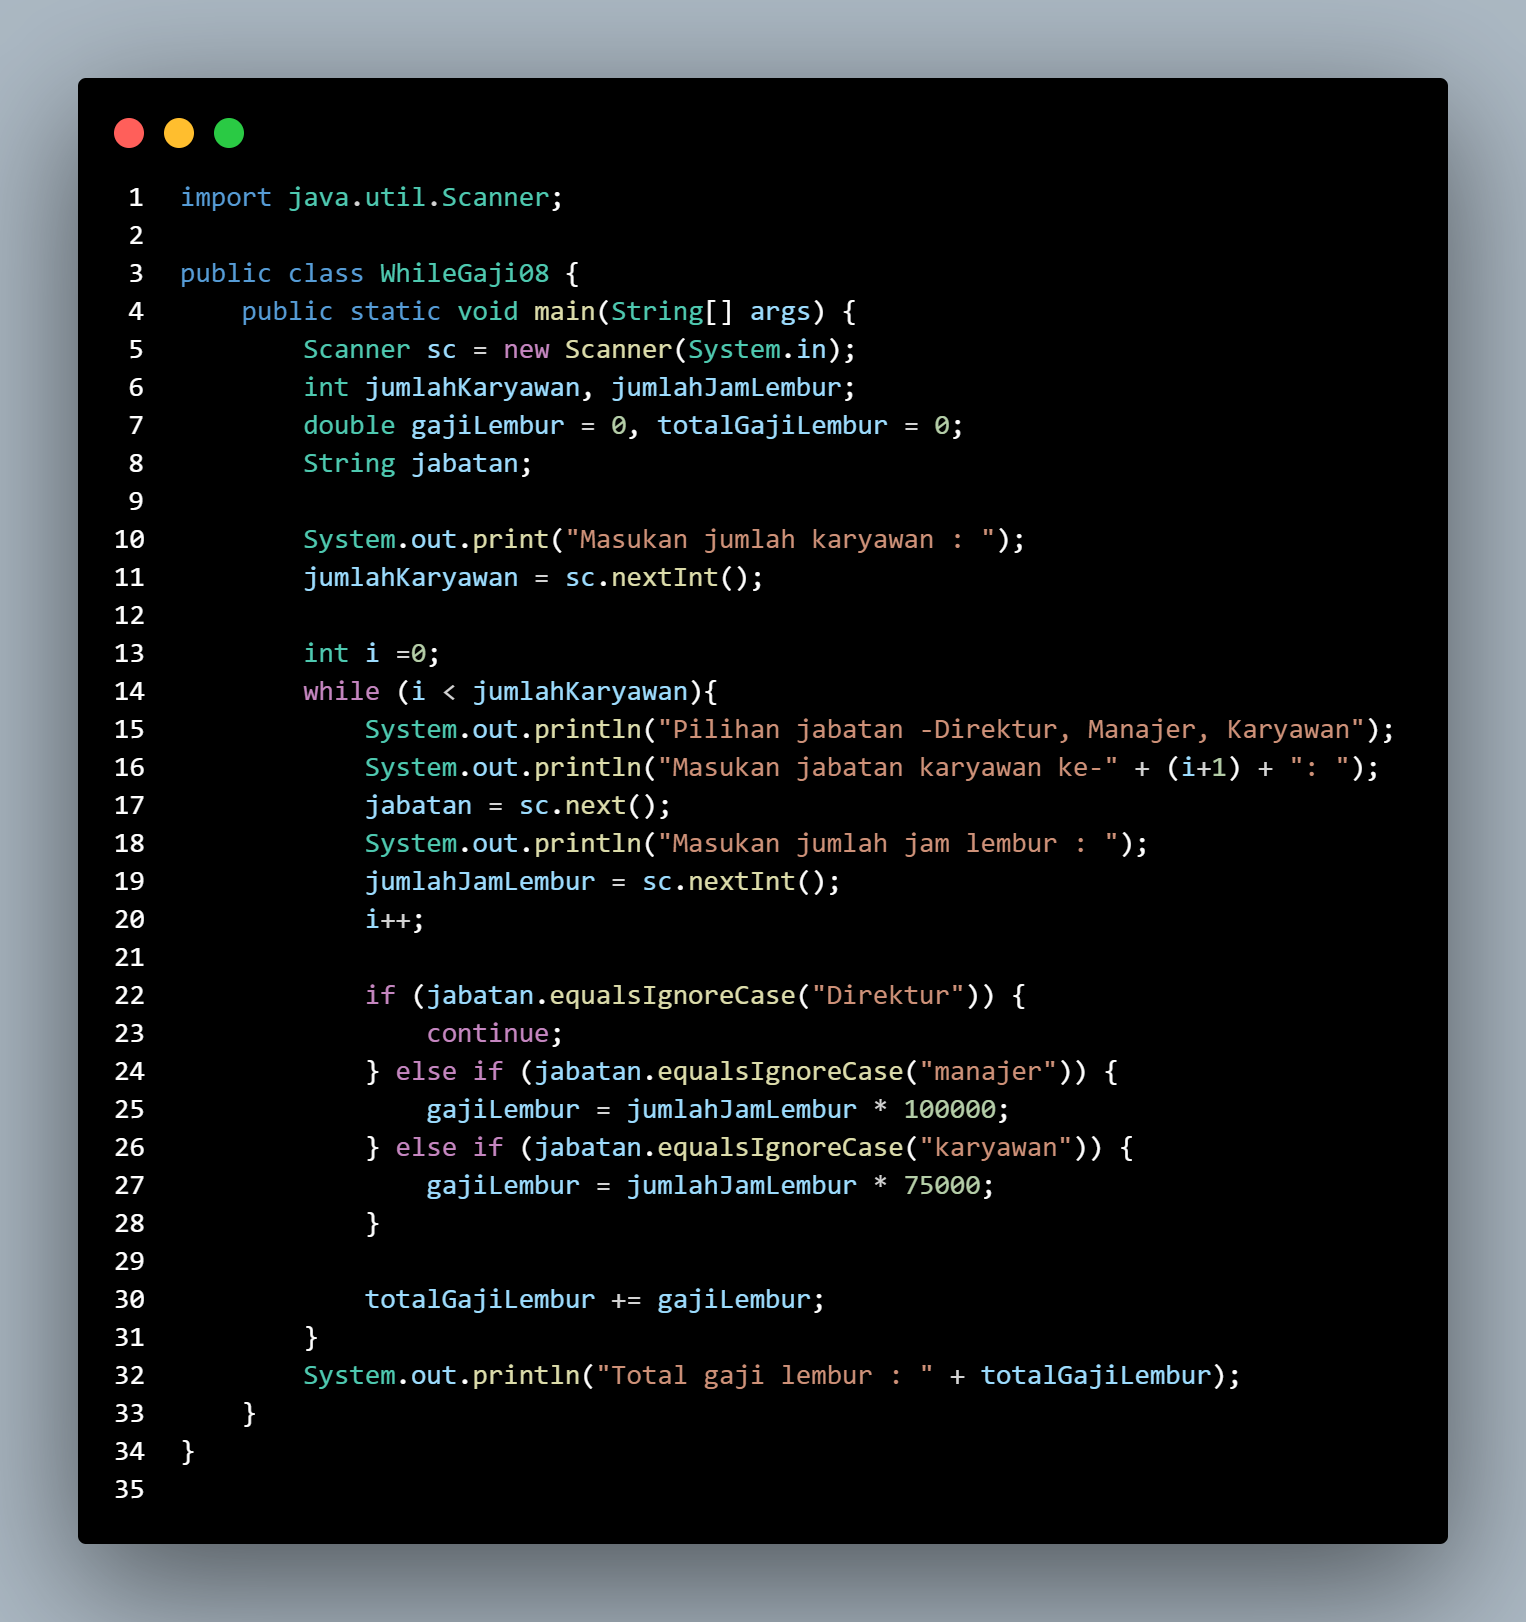 1 import java.util.Scanner;
2
3 public class WhileGaji08 {
4     public static void main(String[] args) {
5         Scanner sc = new Scanner(System.in);
6         int jumlahKaryawan, jumlahJamLembur;
7         double gajiLembur = 0, totalGajiLembur = 0;
8         String jabatan;
9
10         System.out.print("Masukan jumlah karyawan : ");
11         jumlahKaryawan = sc.nextInt();
12
13         int i =0;
14         while (i < jumlahKaryawan){
15             System.out.println("Pilihan jabatan -Direktur, Manajer, Karyawan");
16             System.out.println("Masukan jabatan karyawan ke-" + (i+1) + ": ");
17             jabatan = sc.next();
18             System.out.println("Masukan jumlah jam lembur : ");
19             jumlahJamLembur = sc.nextInt();
20             i++;
21
22             if (jabatan.equalsIgnoreCase("Direktur")) {
23                 continue;
24             } else if (jabatan.equalsIgnoreCase("manajer")) {
25                 gajiLembur = jumlahJamLembur * 100000;
26             } else if (jabatan.equalsIgnoreCase("karyawan")) {
27                 gajiLembur = jumlahJamLembur * 75000;
28             }
29
30             totalGajiLembur += gajiLembur;
31         }
32         System.out.println("Total gaji lembur : " + totalGajiLembur);
33     }
34 }
35